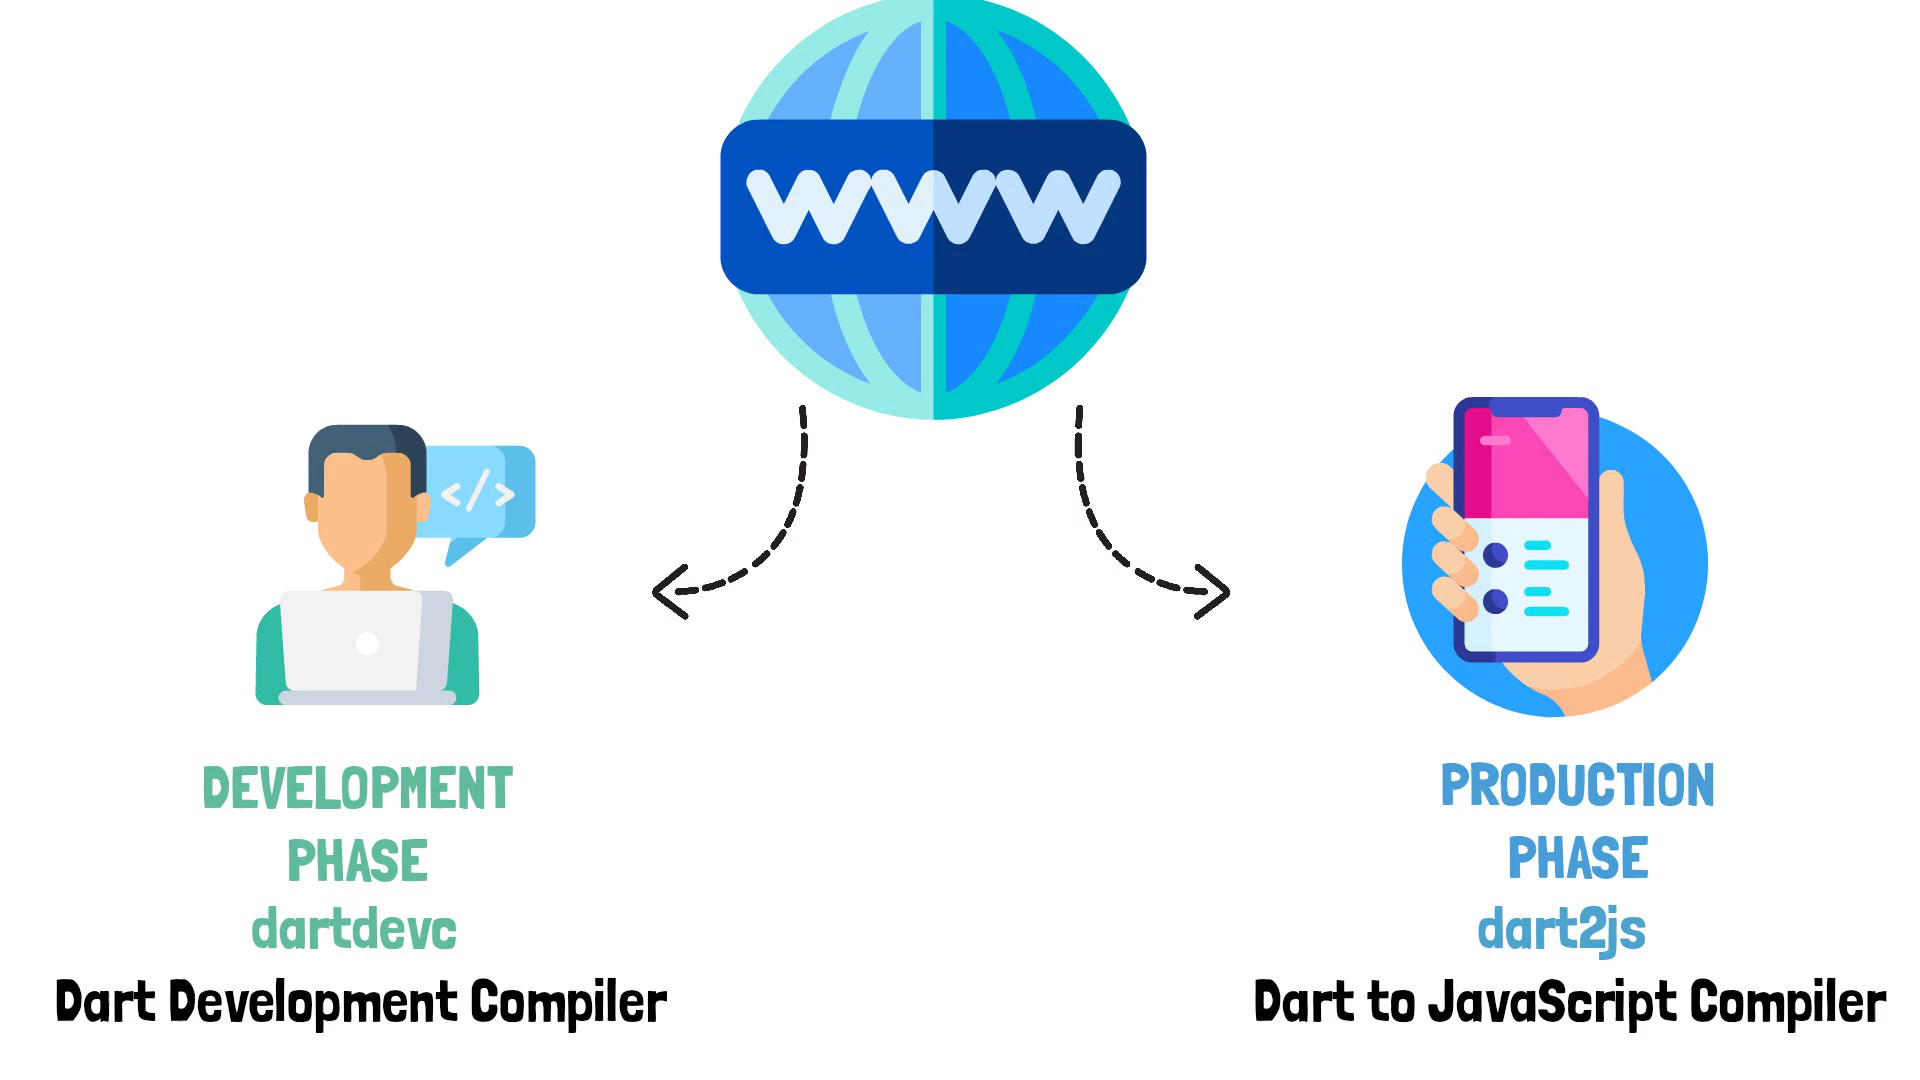 www
</>
DEVELOPMENT
PHASE
dartdevc
Dart Development Compiler
PRODUCTION
PHASE
dart2js
Dart to JavaScript Compiler